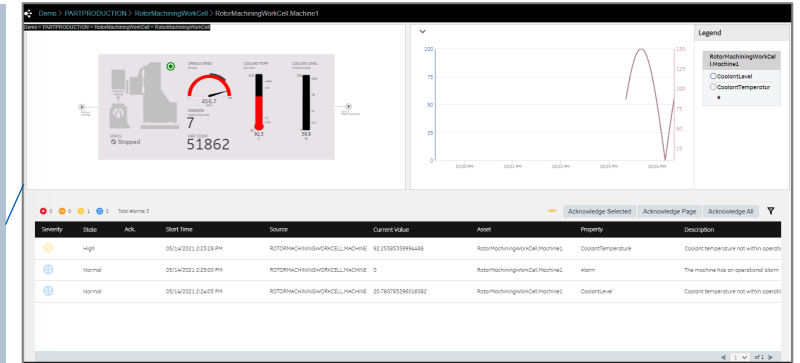 Demo > PARTPRODUCTION > RotorMachiningWorkCell > RotorMachiningWorkCell.Machine1
Demo > PARTPRODUCTION > RotorMachiningWorkCell > RotorMachiningWorkCell
SPINDLE SPEED
COOLANT TEMP
COOLANT LEVEL
456.7
FEEDRATE
7
PART COUNT
51862
STATUS
Stopped
92.3
58.8
100
75
50
25
0
150
125
100
75
50
25
Legend
RotorMachiningWorkCel
l.Machine1
CoolantLevel
CoolantTemperatur
e
0 0 1 2 Total Alarms: 3
Acknowledge Selected Acknowledge Page Acknowledge All
Severity State Ack. Start Time Source Current Value Asset Property Description
High 05/14/2021 2:23:28 PM ROTORMACHININGWORKCELL.MACHINE 92.25385359994488 RotorMachiningWorkCell.Machine1 CoolantTemperature Coolant temperature not within operati
Normal 05/14/2021 2:23:00 PM ROTORMACHININGWORKCELL.MACHINE 0 RotorMachiningWorkCell.Machine1 Alarm The machine has an operational alarm
Normal 05/14/2021 2:24:05 PM ROTORMACHININGWORKCELL.MACHINE 20.780783296016082 RotorMachiningWorkCell.Machine1 CoolantLevel Coolant temperature not within operati
1 of 1